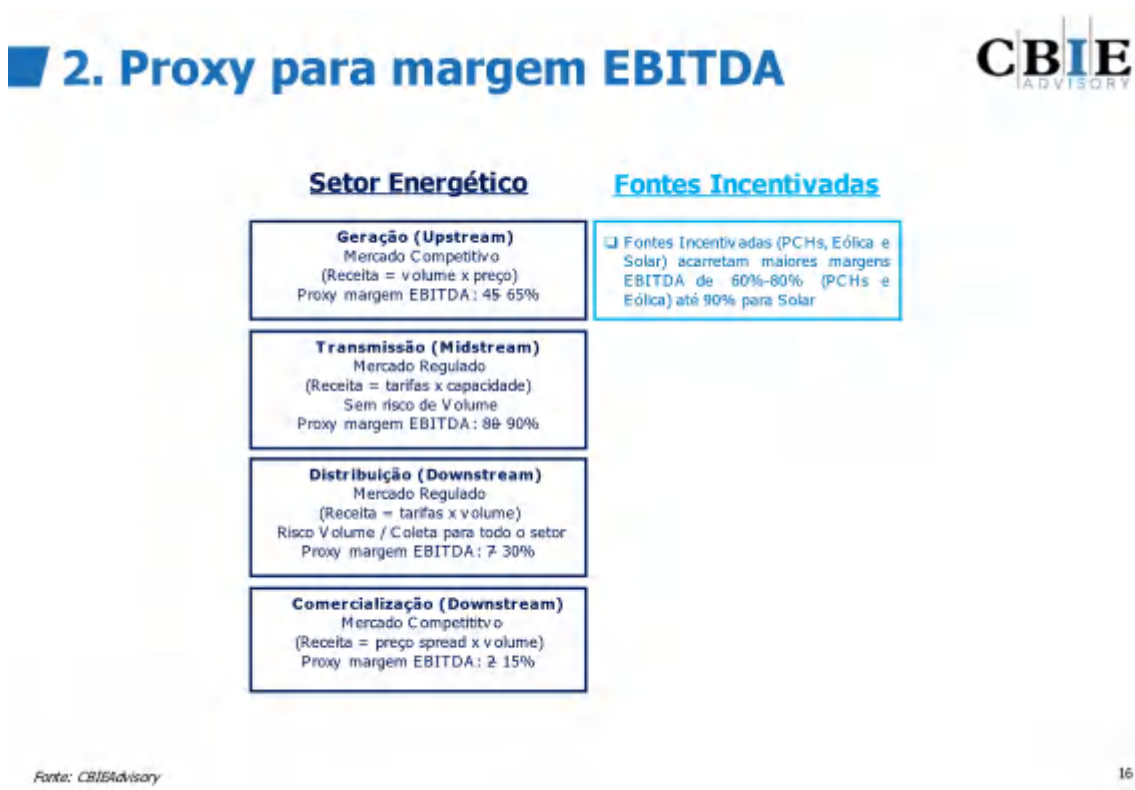 2. Proxy para margem EBITDA
CBIE
ADVISORY
Setor Energético
Geração (Upstream)
Mercado Competitivo
(Receita = volume x preço)
Proxy margem EBITDA: 45- 65%
Transmissão (Midstream)
Mercado Regulado
(Receita = tarifas x capacidade)
Sem risco de Volume
Proxy margem EBITDA: 80- 90%
Distribuição (Downstream)
Mercado Regulado
(Receita = tarifas x volume)
Risco Volume / Coleta para todo o setor
Proxy margem EBITDA: 7- 30%
Comercialização (Downstream)
Mercado Competititvo
(Receita = preço spread x volume)
Proxy margem EBITDA: 2- 15%
Fontes Incentivadas
❑ Fontes Incentivadas (PCHs, Eólica e
Solar) acarretam maiores margens
EBITDA de 60%-80% (PCHs e
Eólica) até 90% para Solar
Fonte: CBIEAdvisory
16